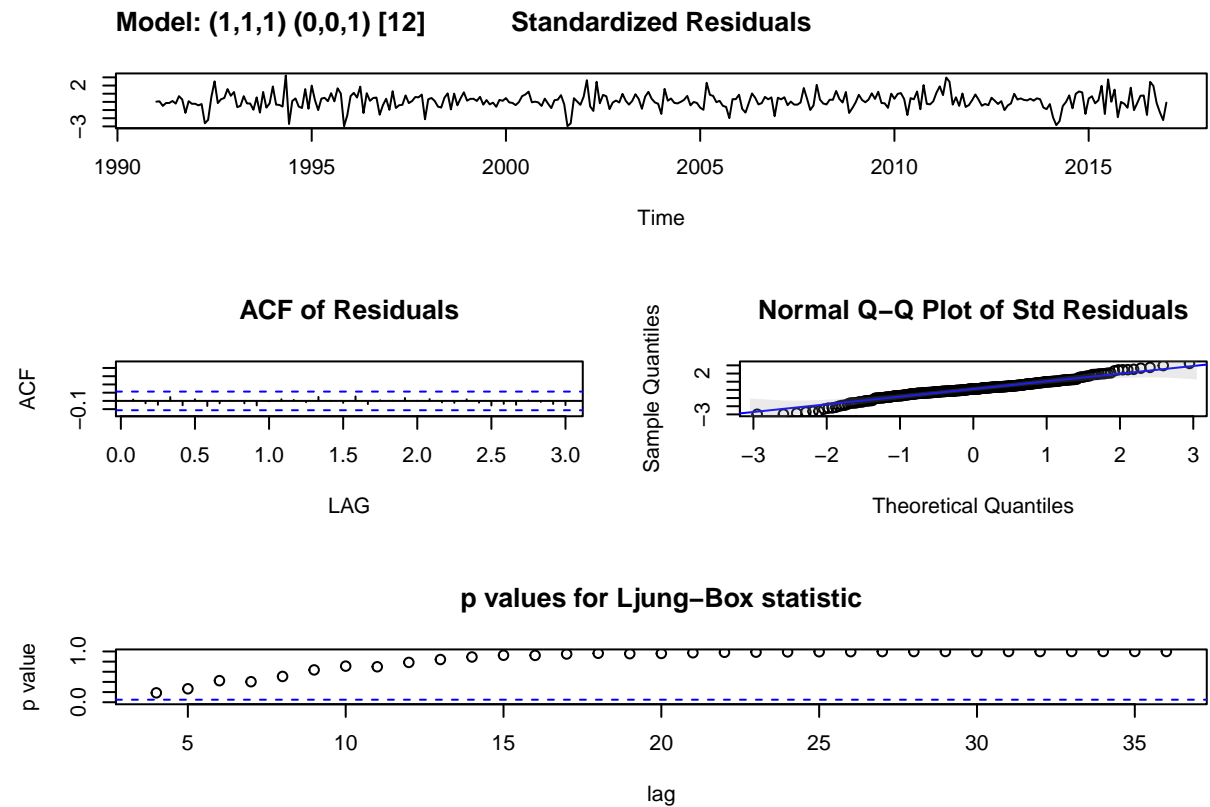 Model: (1,1,1) (0,0,1) [12] Standardized Residuals
2
−3
1990 1995 2000 2005 2010 2015
Time
ACF of Residuals
ACF
−0.1
0.0 0.5 1.0 1.5 2.0 2.5 3.0
LAG
Normal Q−Q Plot of Std Residuals
Sample Quantiles
2
−3
−3 −2 −1 0 1 2 3
Theoretical Quantiles
p values for Ljung−Box statistic
p value
1.0
0.0
5 10 15 20 25 30 35
lag